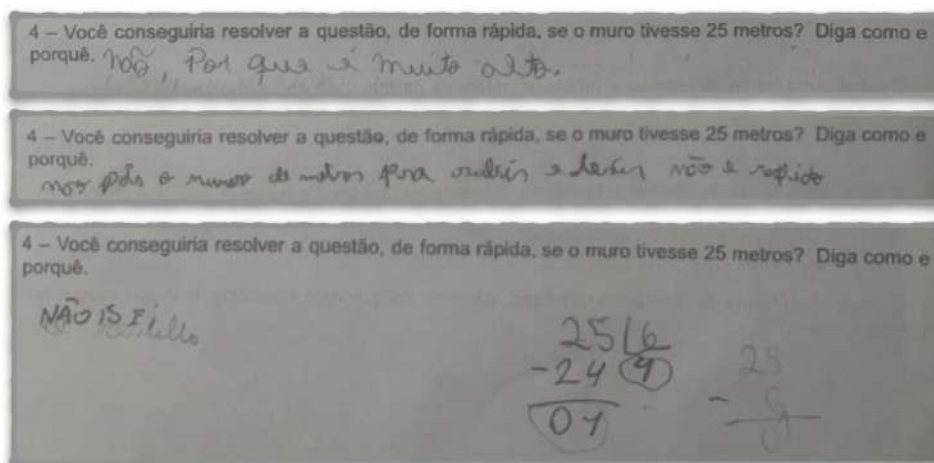 4 – Você conseguiria resolver a questão, de forma rápida, se o muro tivesse 25 metros? Diga como e
porquê. não, Por que é muito alto.
4 – Você conseguiria resolver a questão, de forma rápida, se o muro tivesse 25 metros? Diga como e
porquê.
pois o numero de metros pra e não e rapido
4 – Você conseguiria resolver a questão, de forma rápida, se o muro tivesse 25 metros? Diga como e
porquê.
NÃO
25 6
-24 4
01
25
-